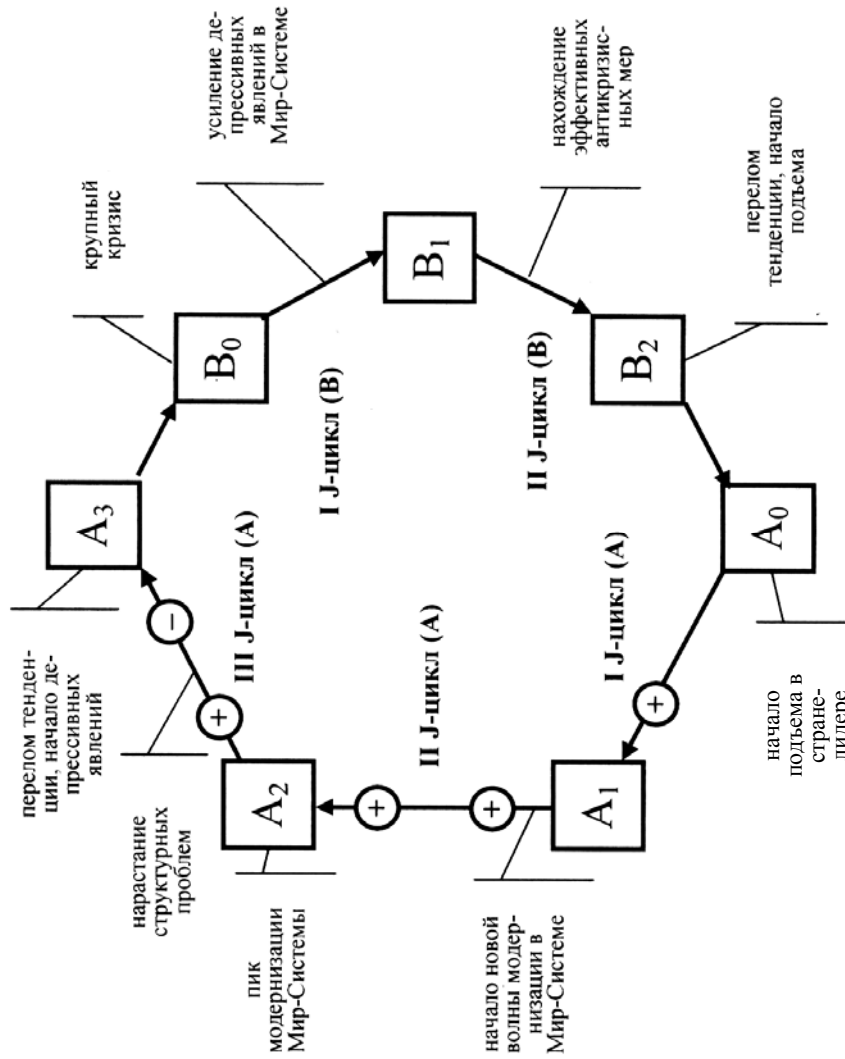 начало
подъема в
стране-
лидере
начало новой
волны модер-
низации в
Мир-Системе
пик
модернизации
Мир-Системы
нарастание
структурных
проблем
перелом тенден-
ции, начало де-
прессивных
явлений
A₀
+
A₁
+
+
A₂
+
−
A₃
I J-цикл (A)
II J-цикл (A)
III J-цикл (A)
II J-цикл (B)
I J-цикл (B)
B₂
B₁
B₀
перелом
тенденции, начало
подъема
нахождение
эффективных
антикризис-
ных мер
усиление де-
прессивных
явлений в
Мир-Системе
крупный
кризис